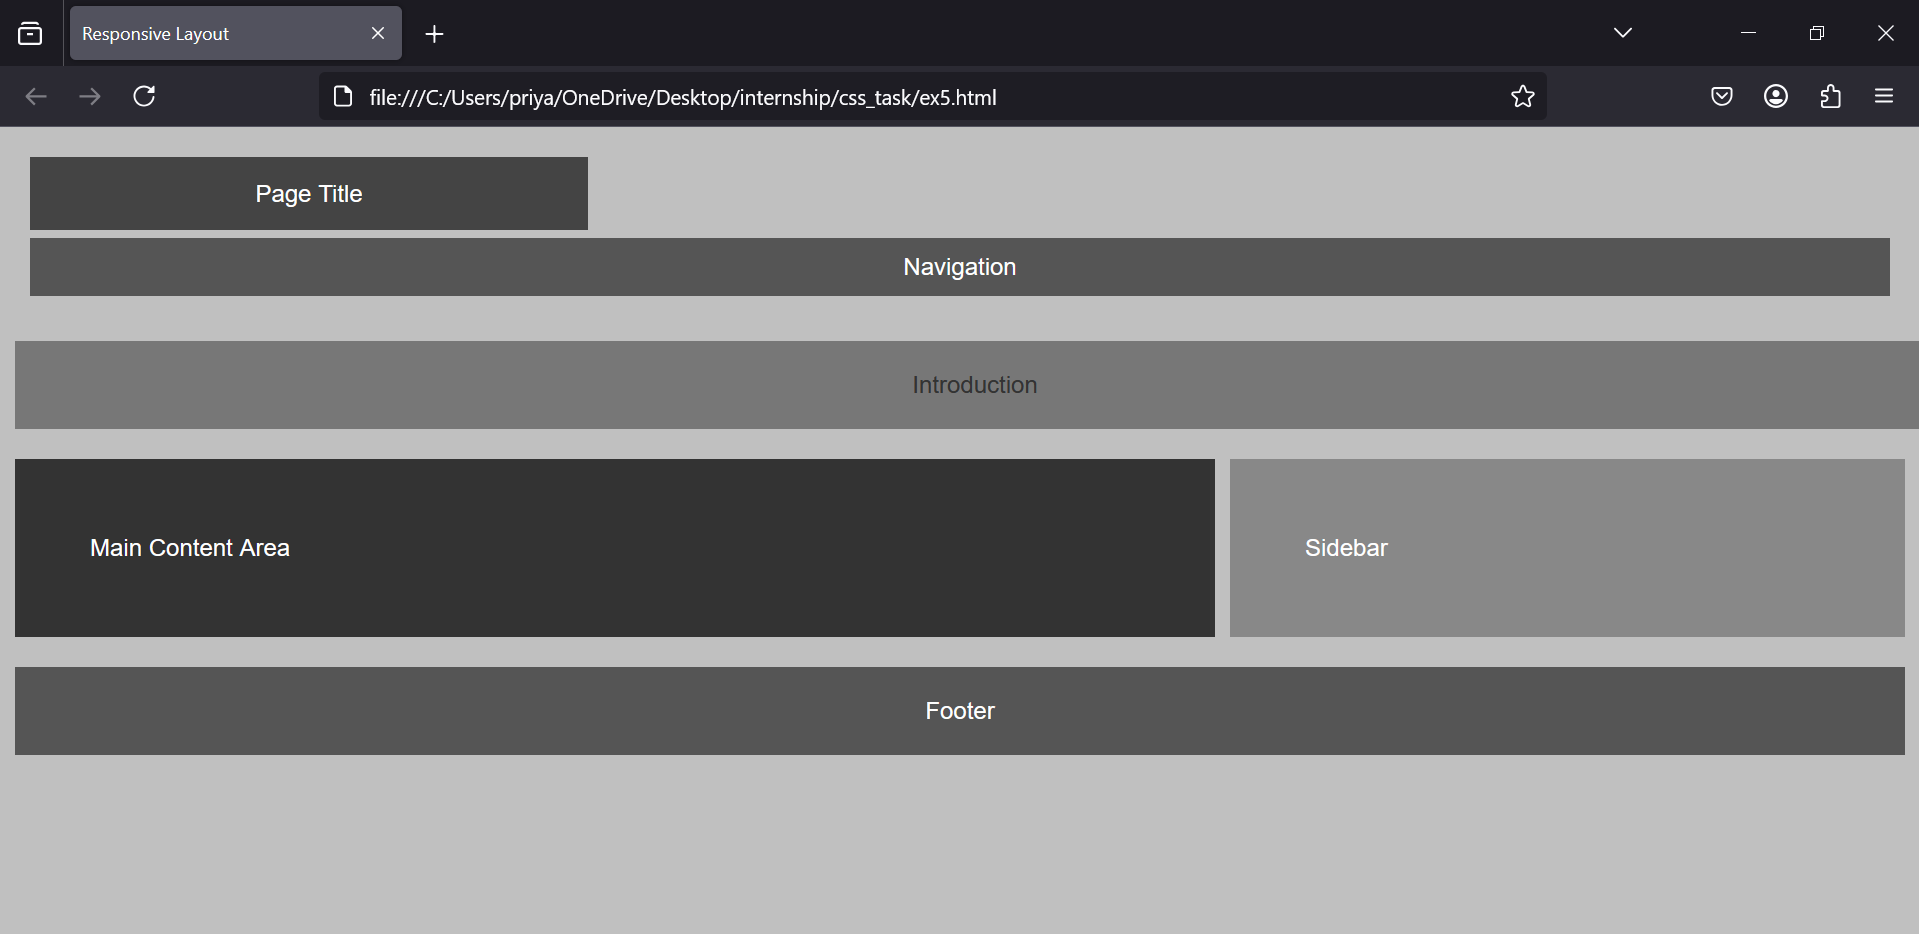 Responsive Layout
file:///C:/Users/priya/OneDrive/Desktop/internship/css_task/ex5.html
Page Title
Navigation
Introduction
Main Content Area
Sidebar
Footer